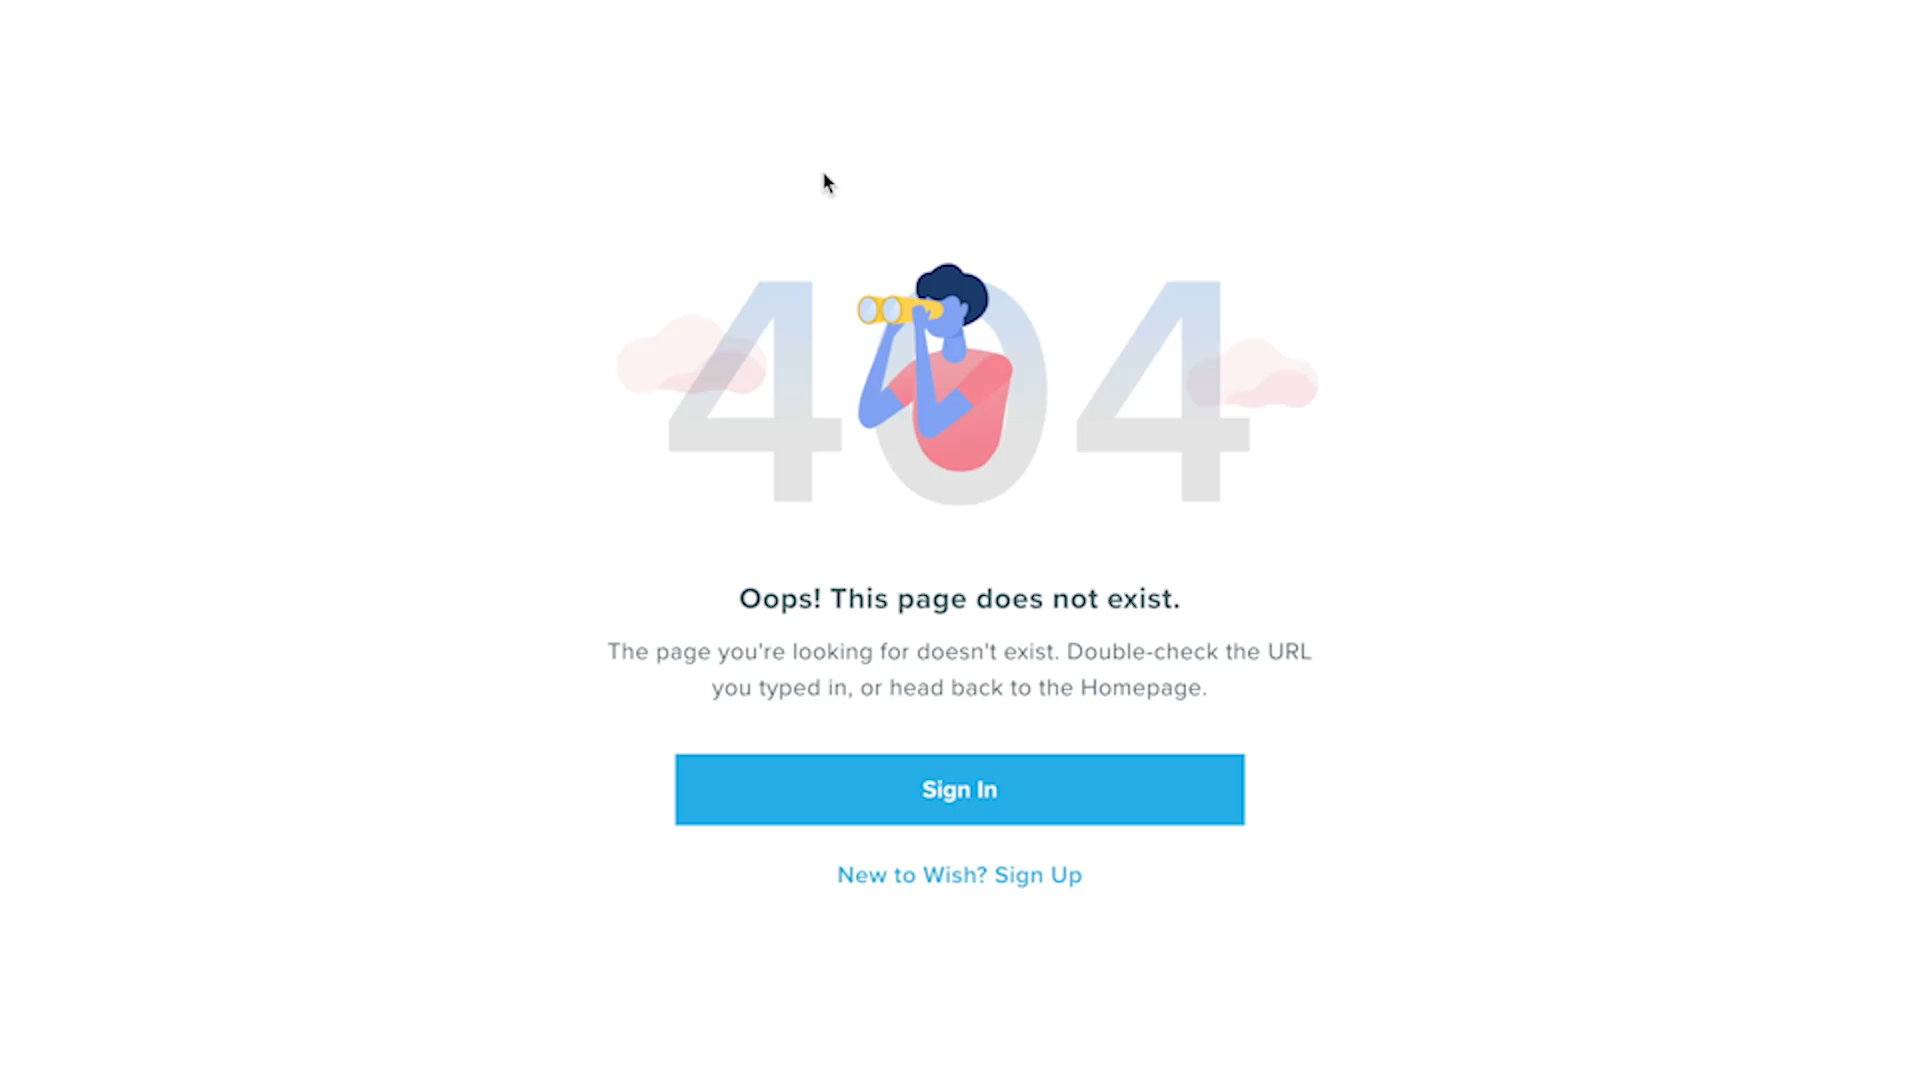 404
Oops! This page does not exist.
The page you're looking for doesn't exist. Double-check the URL
you typed in, or head back to the Homepage.
Sign In
New to Wish? Sign Up